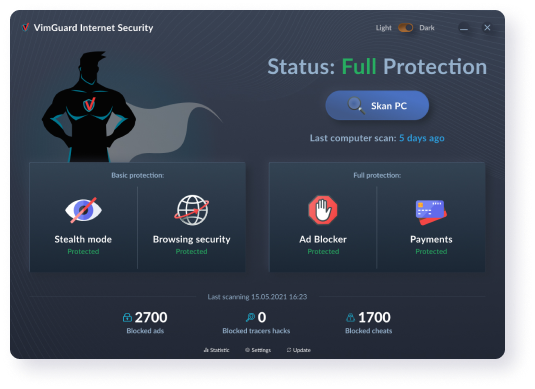 VimGuard Internet Security
Light Dark
Status: Full Protection
Skan PC
Last computer scan: 5 days ago
Basic protection:
Full protection:
Stealth mode
Protected
Browsing security
Protected
Ad Blocker
Protected
Payments
Protected
Last scanning 15.05.2021 16:23
2700
Blocked ads
0
Blocked tracers hacks
1700
Blocked cheats
Statistic Settings Update